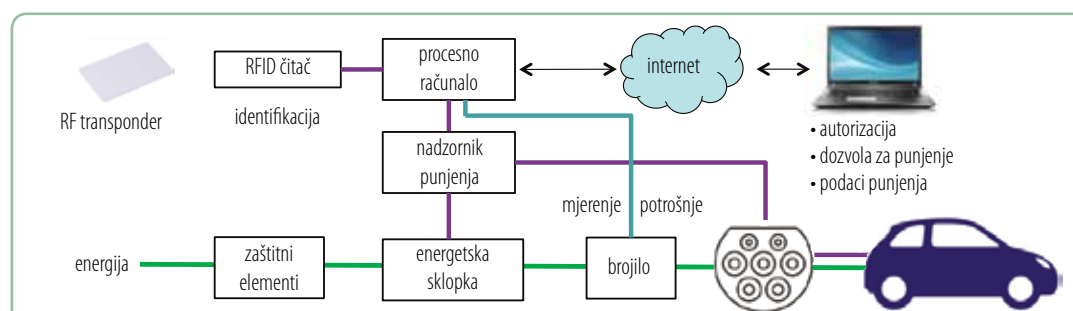 RF transponder
RFID čitač
identifikacija
procesno
računalo
internet
• autorizacija
• dozvola za punjenje
• podaci punjenja
nadzornik
punjenja
mjerenje potrošnje
energija
zaštitni
elementi
energetska
sklopka
brojilo